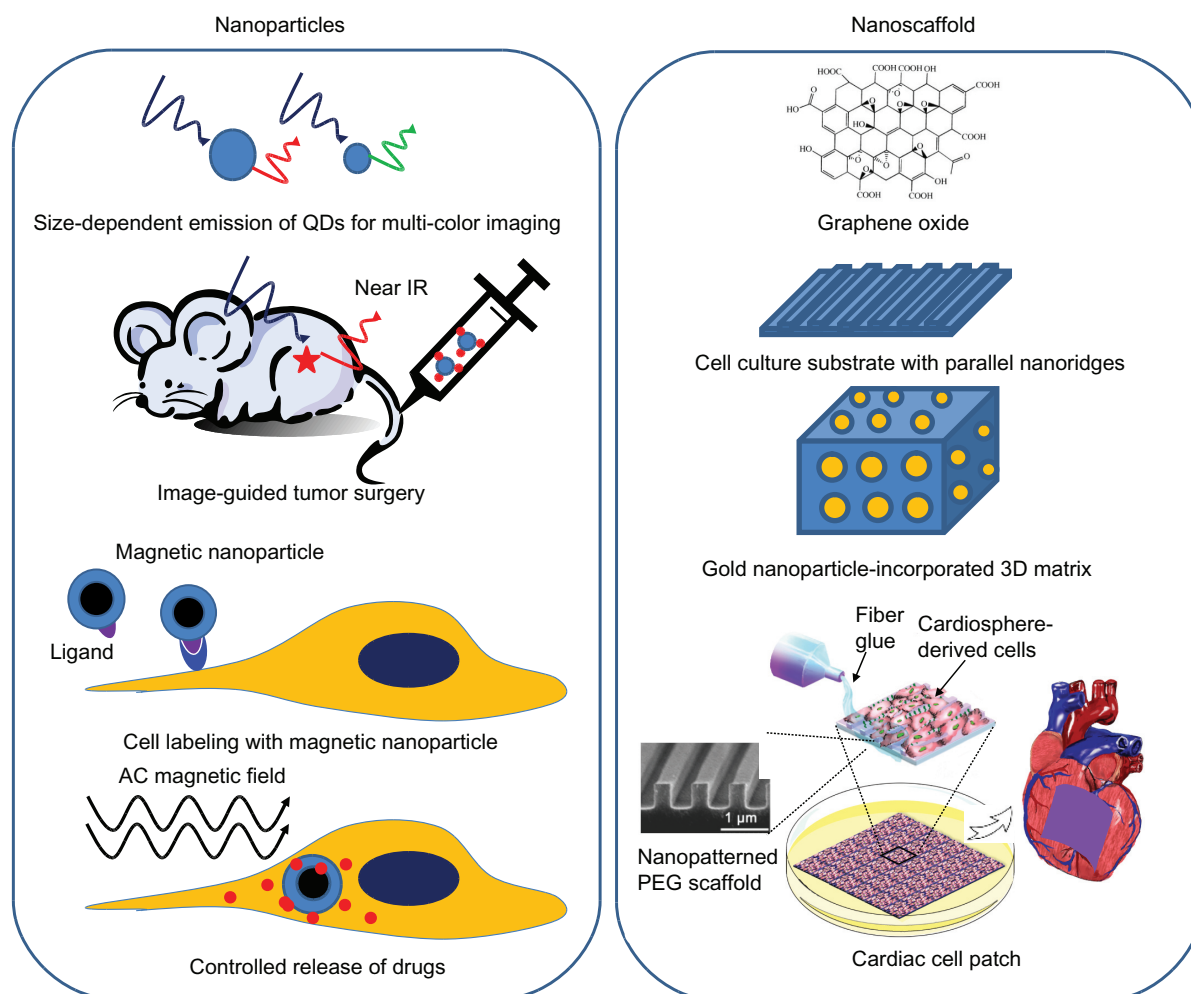 Nanoparticles
Size-dependent emission of QDs for multi-color imaging
Near IR
Image-guided tumor surgery
Magnetic nanoparticle
Ligand
Cell labeling with magnetic nanoparticle
AC magnetic field
Controlled release of drugs
Nanoscaffold
HOOC
COOH
COOH COOH OH
COOH
O
HO
O
O
O
O
HO
O
COOH
HO
O
O
O
O
O
O
OH
COOH
COOH
Graphene oxide
Cell culture substrate with parallel nanoridges
Gold nanoparticle-incorporated 3D matrix
Fiber
glue
Cardiosphere-
derived cells
1 µm
Nanopatterned
PEG scaffold
Cardiac cell patch